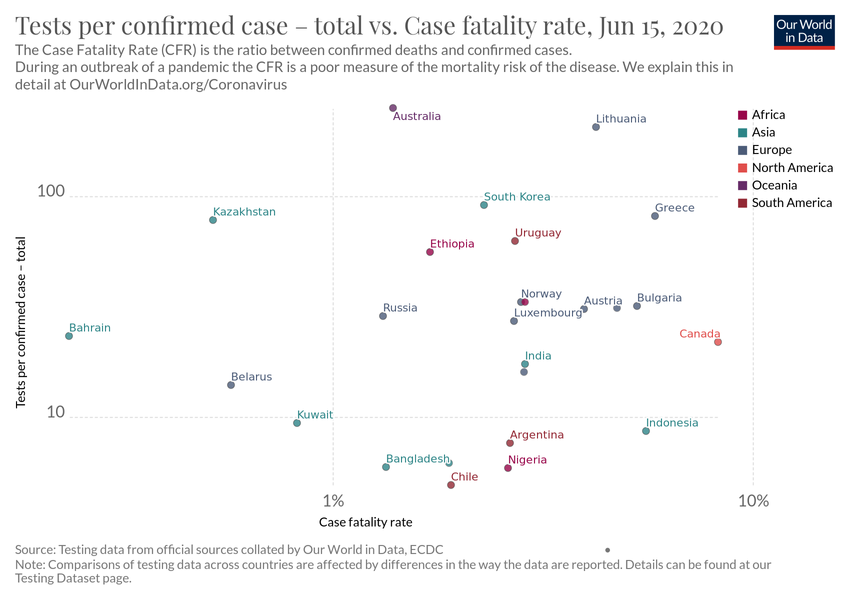 Tests per confirmed case – total vs. Case fatality rate, Jun 15, 2020
Our World
in Data
The Case Fatality Rate (CFR) is the ratio between confirmed deaths and confirmed cases.
During an outbreak of a pandemic the CFR is a poor measure of the mortality risk of the disease. We explain this in
detail at OurWorldInData.org/Coronavirus
Africa
Asia
Europe
North America
Oceania
South America
Tests per confirmed case – total
100
10
Australia
Lithuania
South Korea
Kazakhstan
Greece
Uruguay
Ethiopia
Norway
Austria
Bulgaria
Russia
Luxembourg
Bahrain
Canada
India
Belarus
Kuwait
Indonesia
Argentina
Bangladesh
Nigeria
Chile
1%
10%
Case fatality rate
Source: Testing data from official sources collated by Our World in Data, ECDC
Note: Comparisons of testing data across countries are affected by differences in the way the data are reported. Details can be found at our
Testing Dataset page.